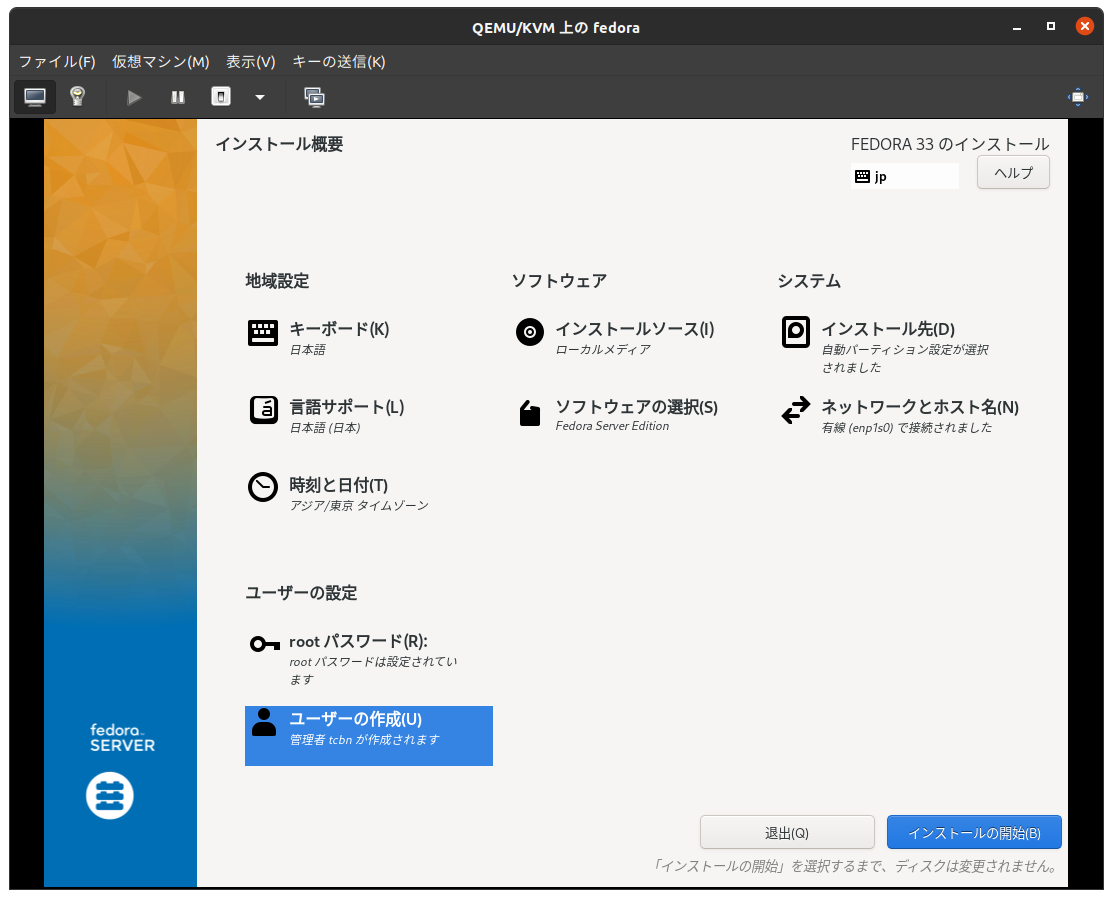 QEMU/KVM 上の fedora
ファイル(F) 仮想マシン(M) 表示(V) キーの送信(K)
インストール概要
FEDORA 33 のインストール
jp
ヘルプ
地域設定
キーボード(K)
日本語
言語サポート(L)
日本語 (日本)
時刻と日付(T)
アジア/東京 タイムゾーン
ソフトウェア
インストールソース(I)
ローカルメディア
ソフトウェアの選択(S)
Fedora Server Edition
システム
インストール先(D)
自動パーティション設定が選択
されました
ネットワークとホスト名(N)
有線 (enp1s0) で接続されました
ユーザーの設定
root パスワード(R):
root パスワードは設定されてい
ます
ユーザーの作成(U)
管理者 tcbn が作成されます
fedora™
SERVER
退出(Q)
インストールの開始(B)
「インストールの開始」を選択するまで、ディスクは変更されません。